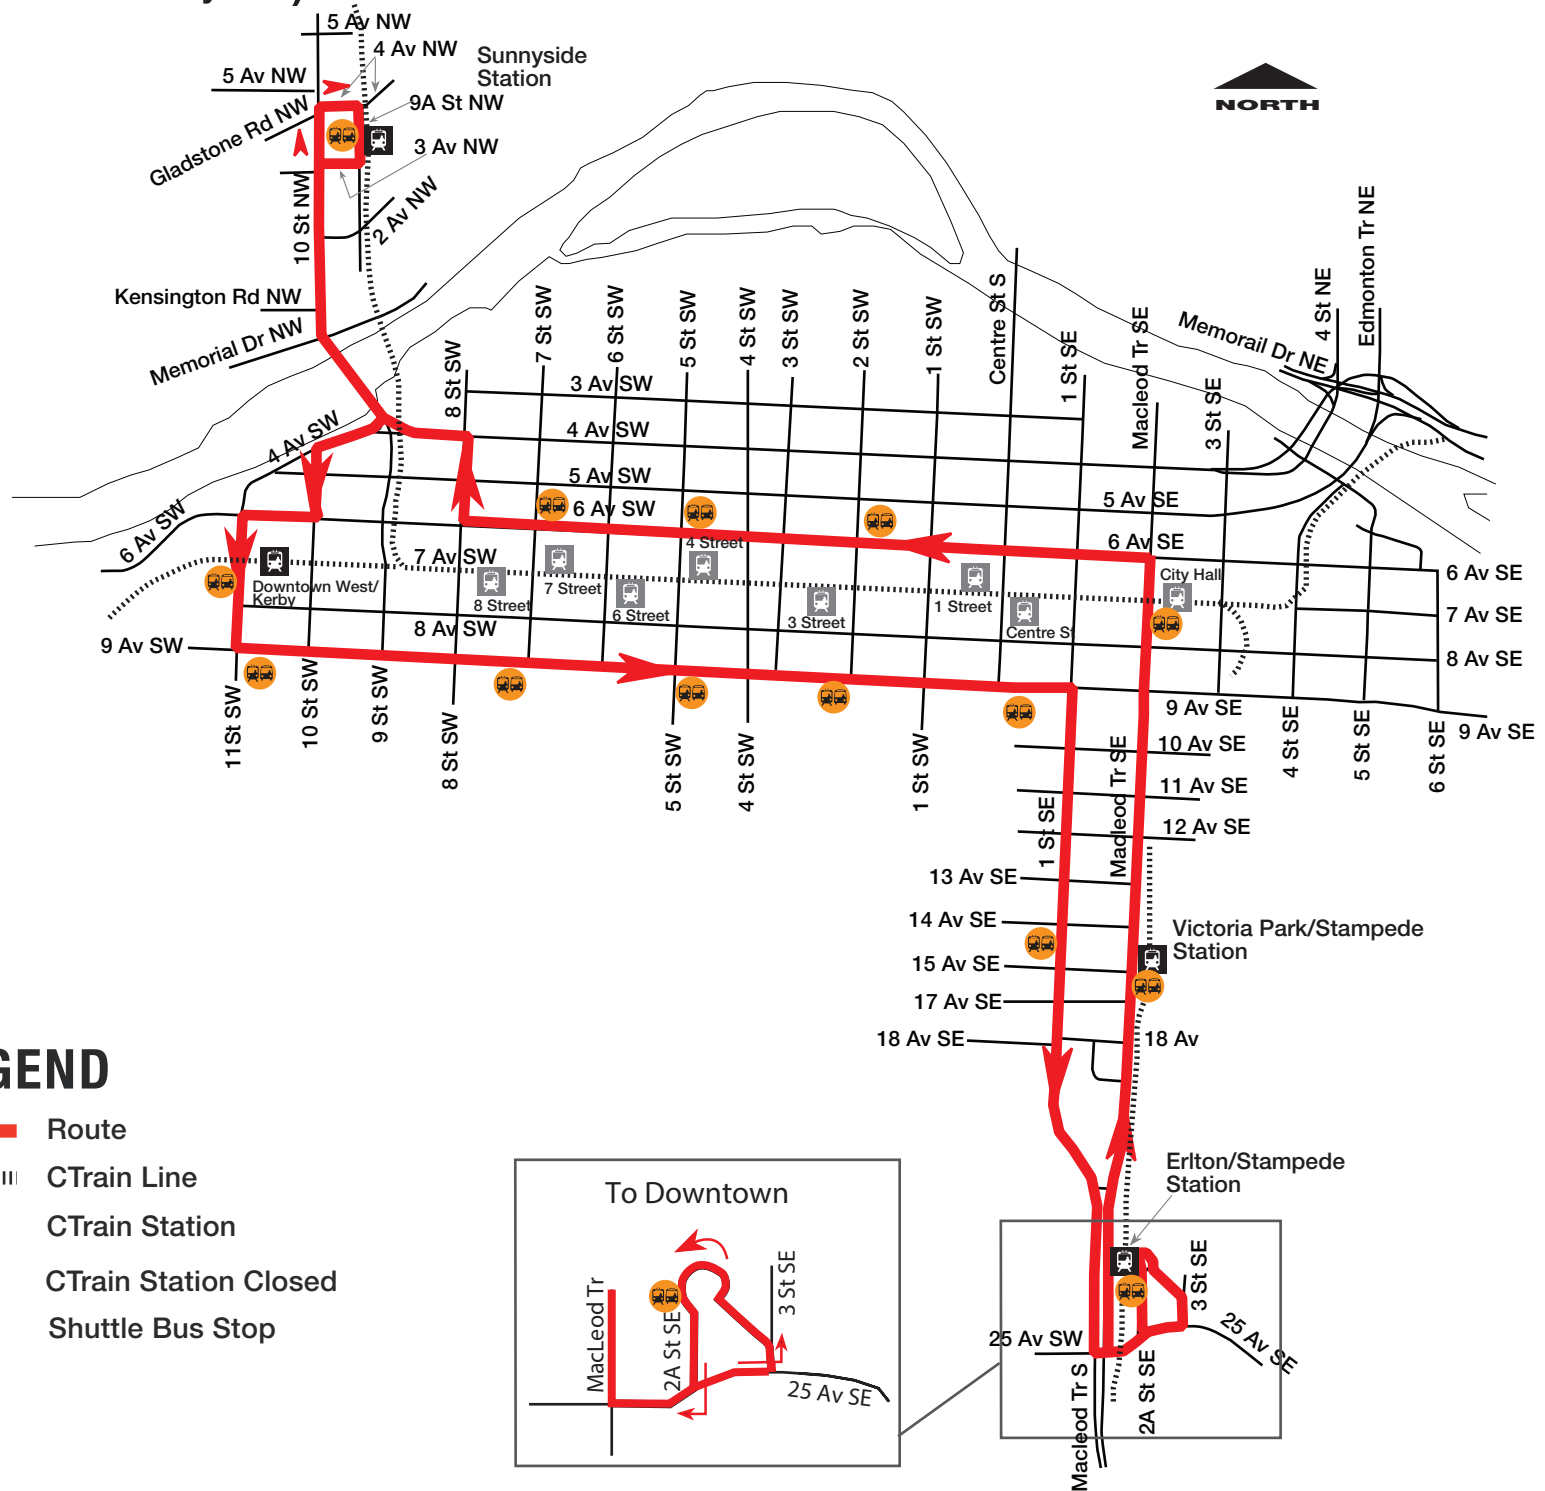 5 Av NW
4 Av NW
Sunnyside
Station
5 Av NW
9A St NW
Gladstone Rd NW
3 Av NW
10 St NW
2 Av NW
NORTH
Kensington Rd NW
Memorial Dr NW
8 St SW
7 St SW
6 St SW
5 St SW
4 St SW
3 St SW
2 St SW
1 St SW
Centre St S
1 St SE
Macleod Tr SE
Memorail Dr NE
3 St SE
4 St NE
Edmonton Tr NE
3 Av SW
4 Av SW
4 Av SW
5 Av SW
5 Av SE
6 Av SW
6 Av SW
6 Av SE
4 Street
7 Av SW
City Hall
6 Av SE
Downtown West/
Kerby
8 Street
7 Street
6 Street
3 Street
1 Street
Centre St
7 Av SE
8 Av SW
9 Av SW
8 Av SE
11St SW
10 St SW
9 St SW
8 St SW
5 St SW
4 St SW
1 St SW
9 Av SE
4 St SE
5 St SE
6 St SE
9 Av SE
10 Av SE
11 Av SE
12 Av SE
1 St SE
Macleod Tr SE
13 Av SE
14 Av SE
15 Av SE
17 Av SE
18 Av SE
18 Av
Victoria Park/Stampede
Station
GEND
Route
CTrain Line
CTrain Station
CTrain Station Closed
Shuttle Bus Stop
To Downtown
MacLeod Tr
2A St SE
3 St SE
25 Av SE
Erlton/Stampede
Station
3 St SE
25 Av SW
25 Av SE
Macleod Tr S
2A St SE